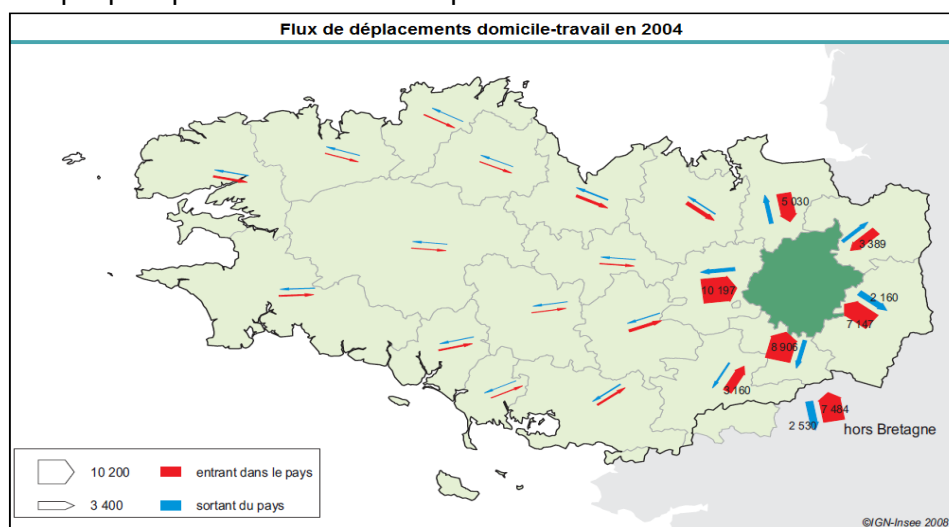 Flux de déplacements domicile-travail en 2004
5 030
3 389
10 197
2 160
7 147
8 906
3 160
7 484
2 530
hors Bretagne
10 200
entrant dans le pays
3 400
sortant du pays
©IGN-Insee 2008